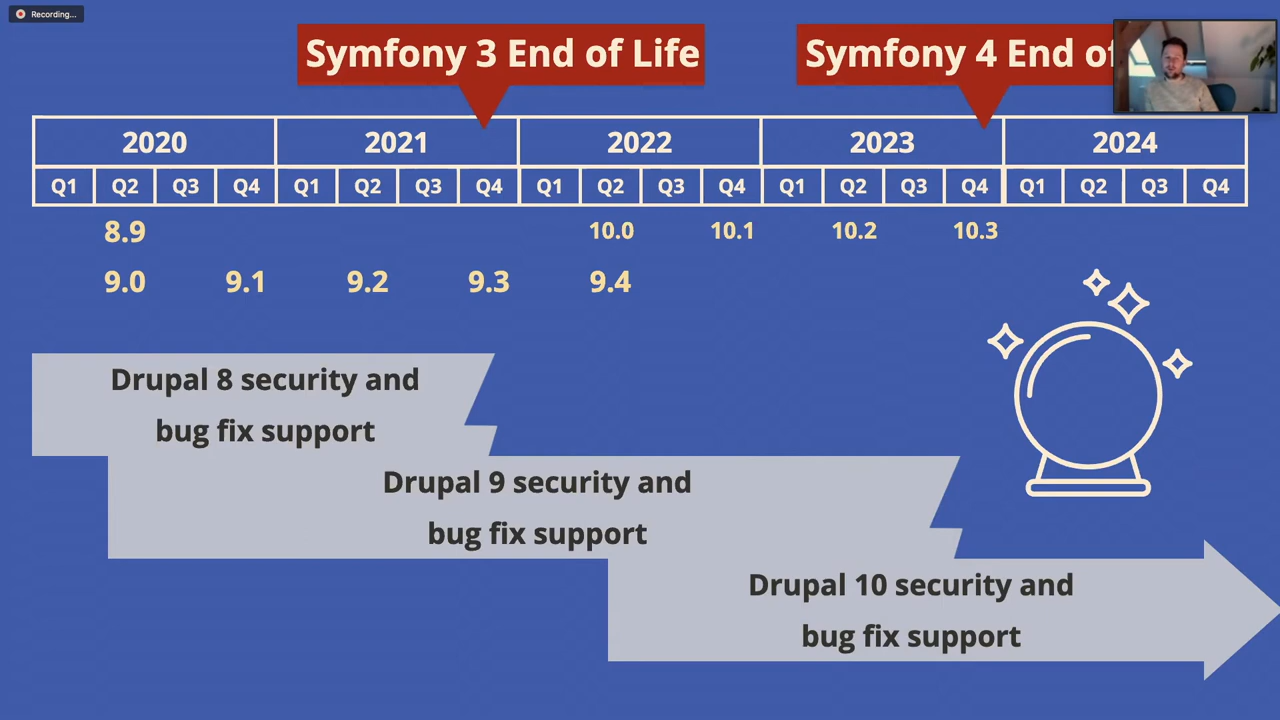 Recording...
Symfony 3 End of Life
Symfony 4 End of
2020 2021 2022 2023 2024
Q1 Q2 Q3 Q4 Q1 Q2 Q3 Q4 Q1 Q2 Q3 Q4 Q1 Q2 Q3 Q4 Q1 Q2 Q3 Q4
8.9 10.0 10.1 10.2 10.3
9.0 9.1 9.2 9.3 9.4
Drupal 8 security and
bug fix support
Drupal 9 security and
bug fix support
Drupal 10 security and
bug fix support